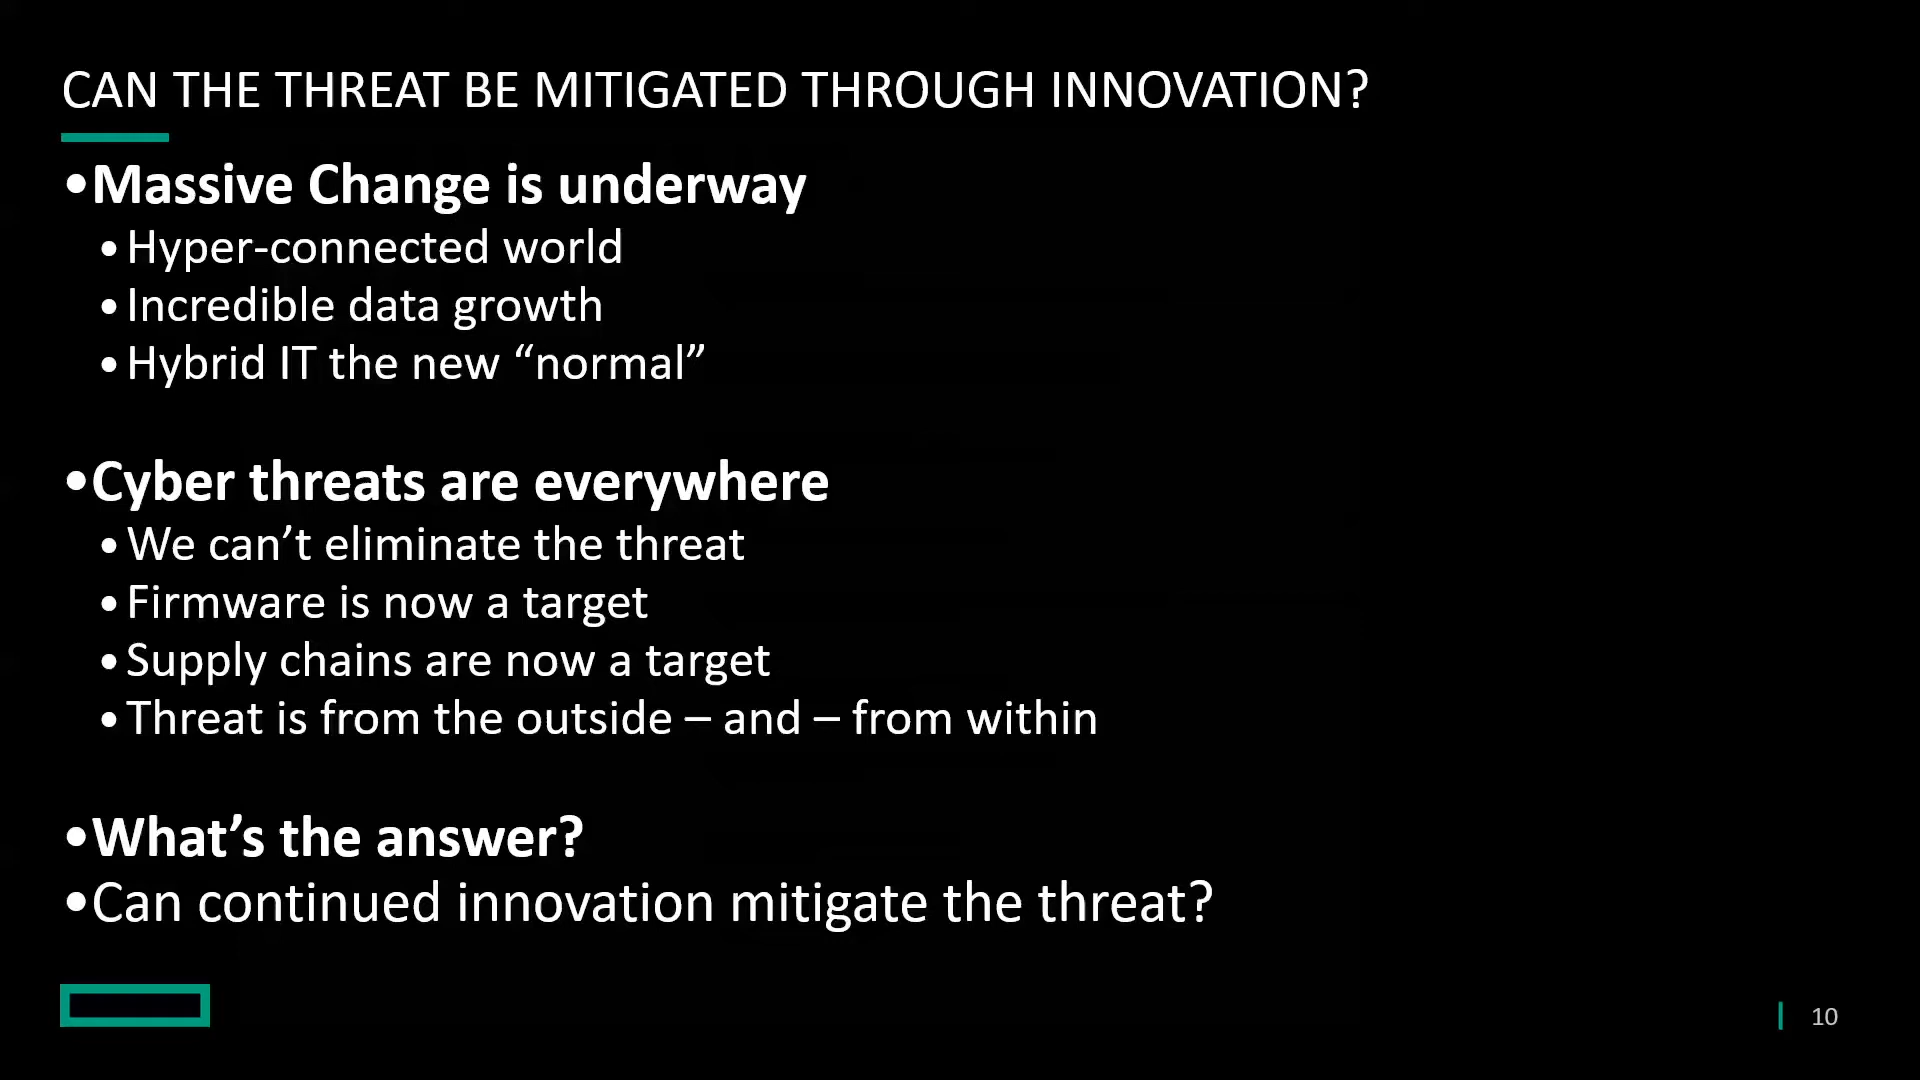 CAN THE THREAT BE MITIGATED THROUGH INNOVATION?
•Massive Change is underway
•Hyper-connected world
•Incredible data growth
•Hybrid IT the new “normal”
•Cyber threats are everywhere
•We can’t eliminate the threat
•Firmware is now a target
•Supply chains are now a target
•Threat is from the outside – and – from within
•What’s the answer?
•Can continued innovation mitigate the threat?
10